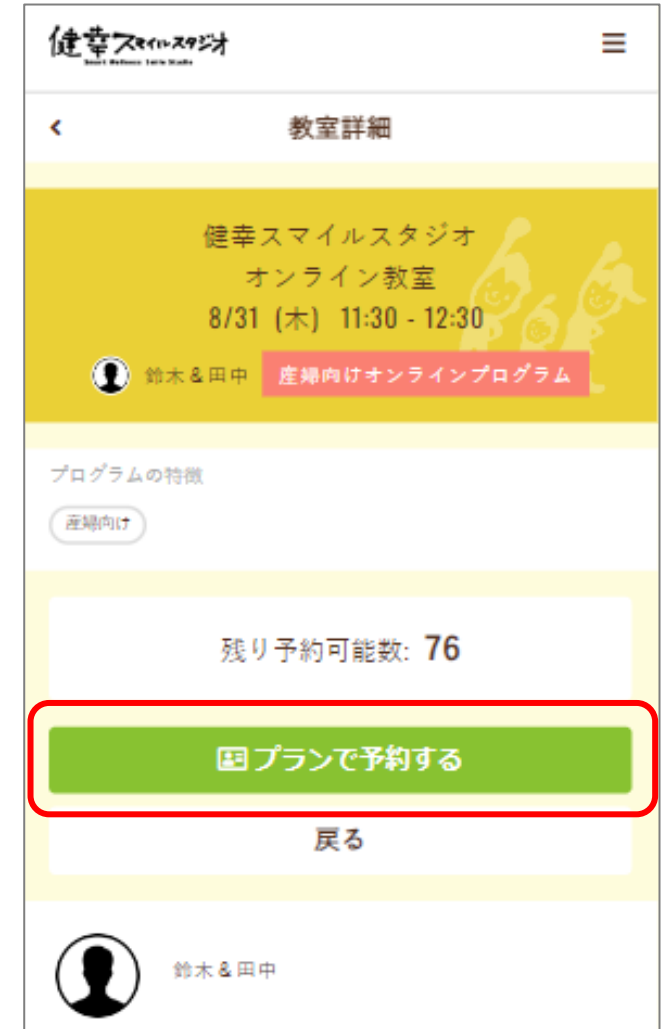 健幸スマイルスタジオ
Smart Wellness Smile Studio
教室詳細
健幸スマイルスタジオ
オンライン教室
8/31 (木) 11:30 - 12:30
鈴木&田中 産婦向けオンラインプログラム
プログラムの特徴
産婦向け
残り予約可能数: 76
プランで予約する
戻る
鈴木&田中